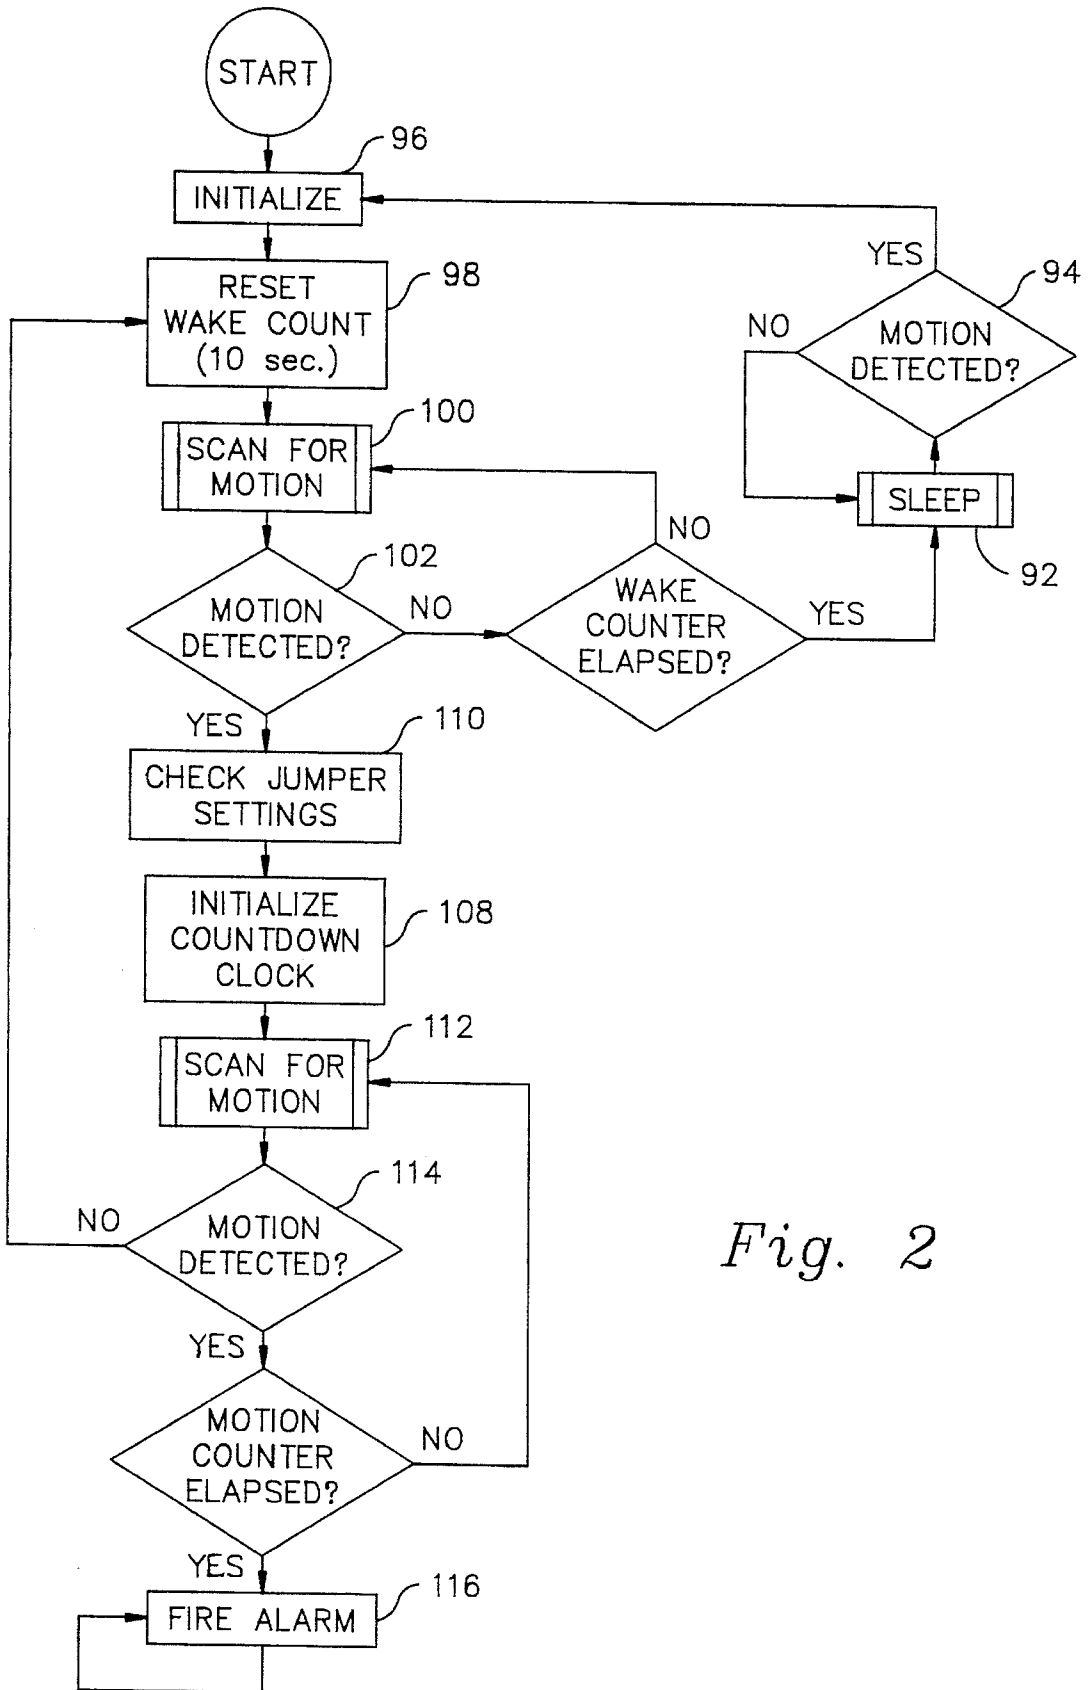 START
96
INITIALIZE
YES
94
RESET
WAKE COUNT
(10 sec.)
98
NO
MOTION
DETECTED?
100
SCAN FOR
MOTION
SLEEP
92
NO
102
MOTION
DETECTED?
NO
WAKE
COUNTER
ELAPSED?
YES
YES
110
CHECK JUMPER
SETTINGS
INITIALIZE
COUNTDOWN
CLOCK
108
112
SCAN FOR
MOTION
114
NO
MOTION
DETECTED?
Fig. 2
YES
MOTION
COUNTER
ELAPSED?
NO
YES
116
FIRE ALARM